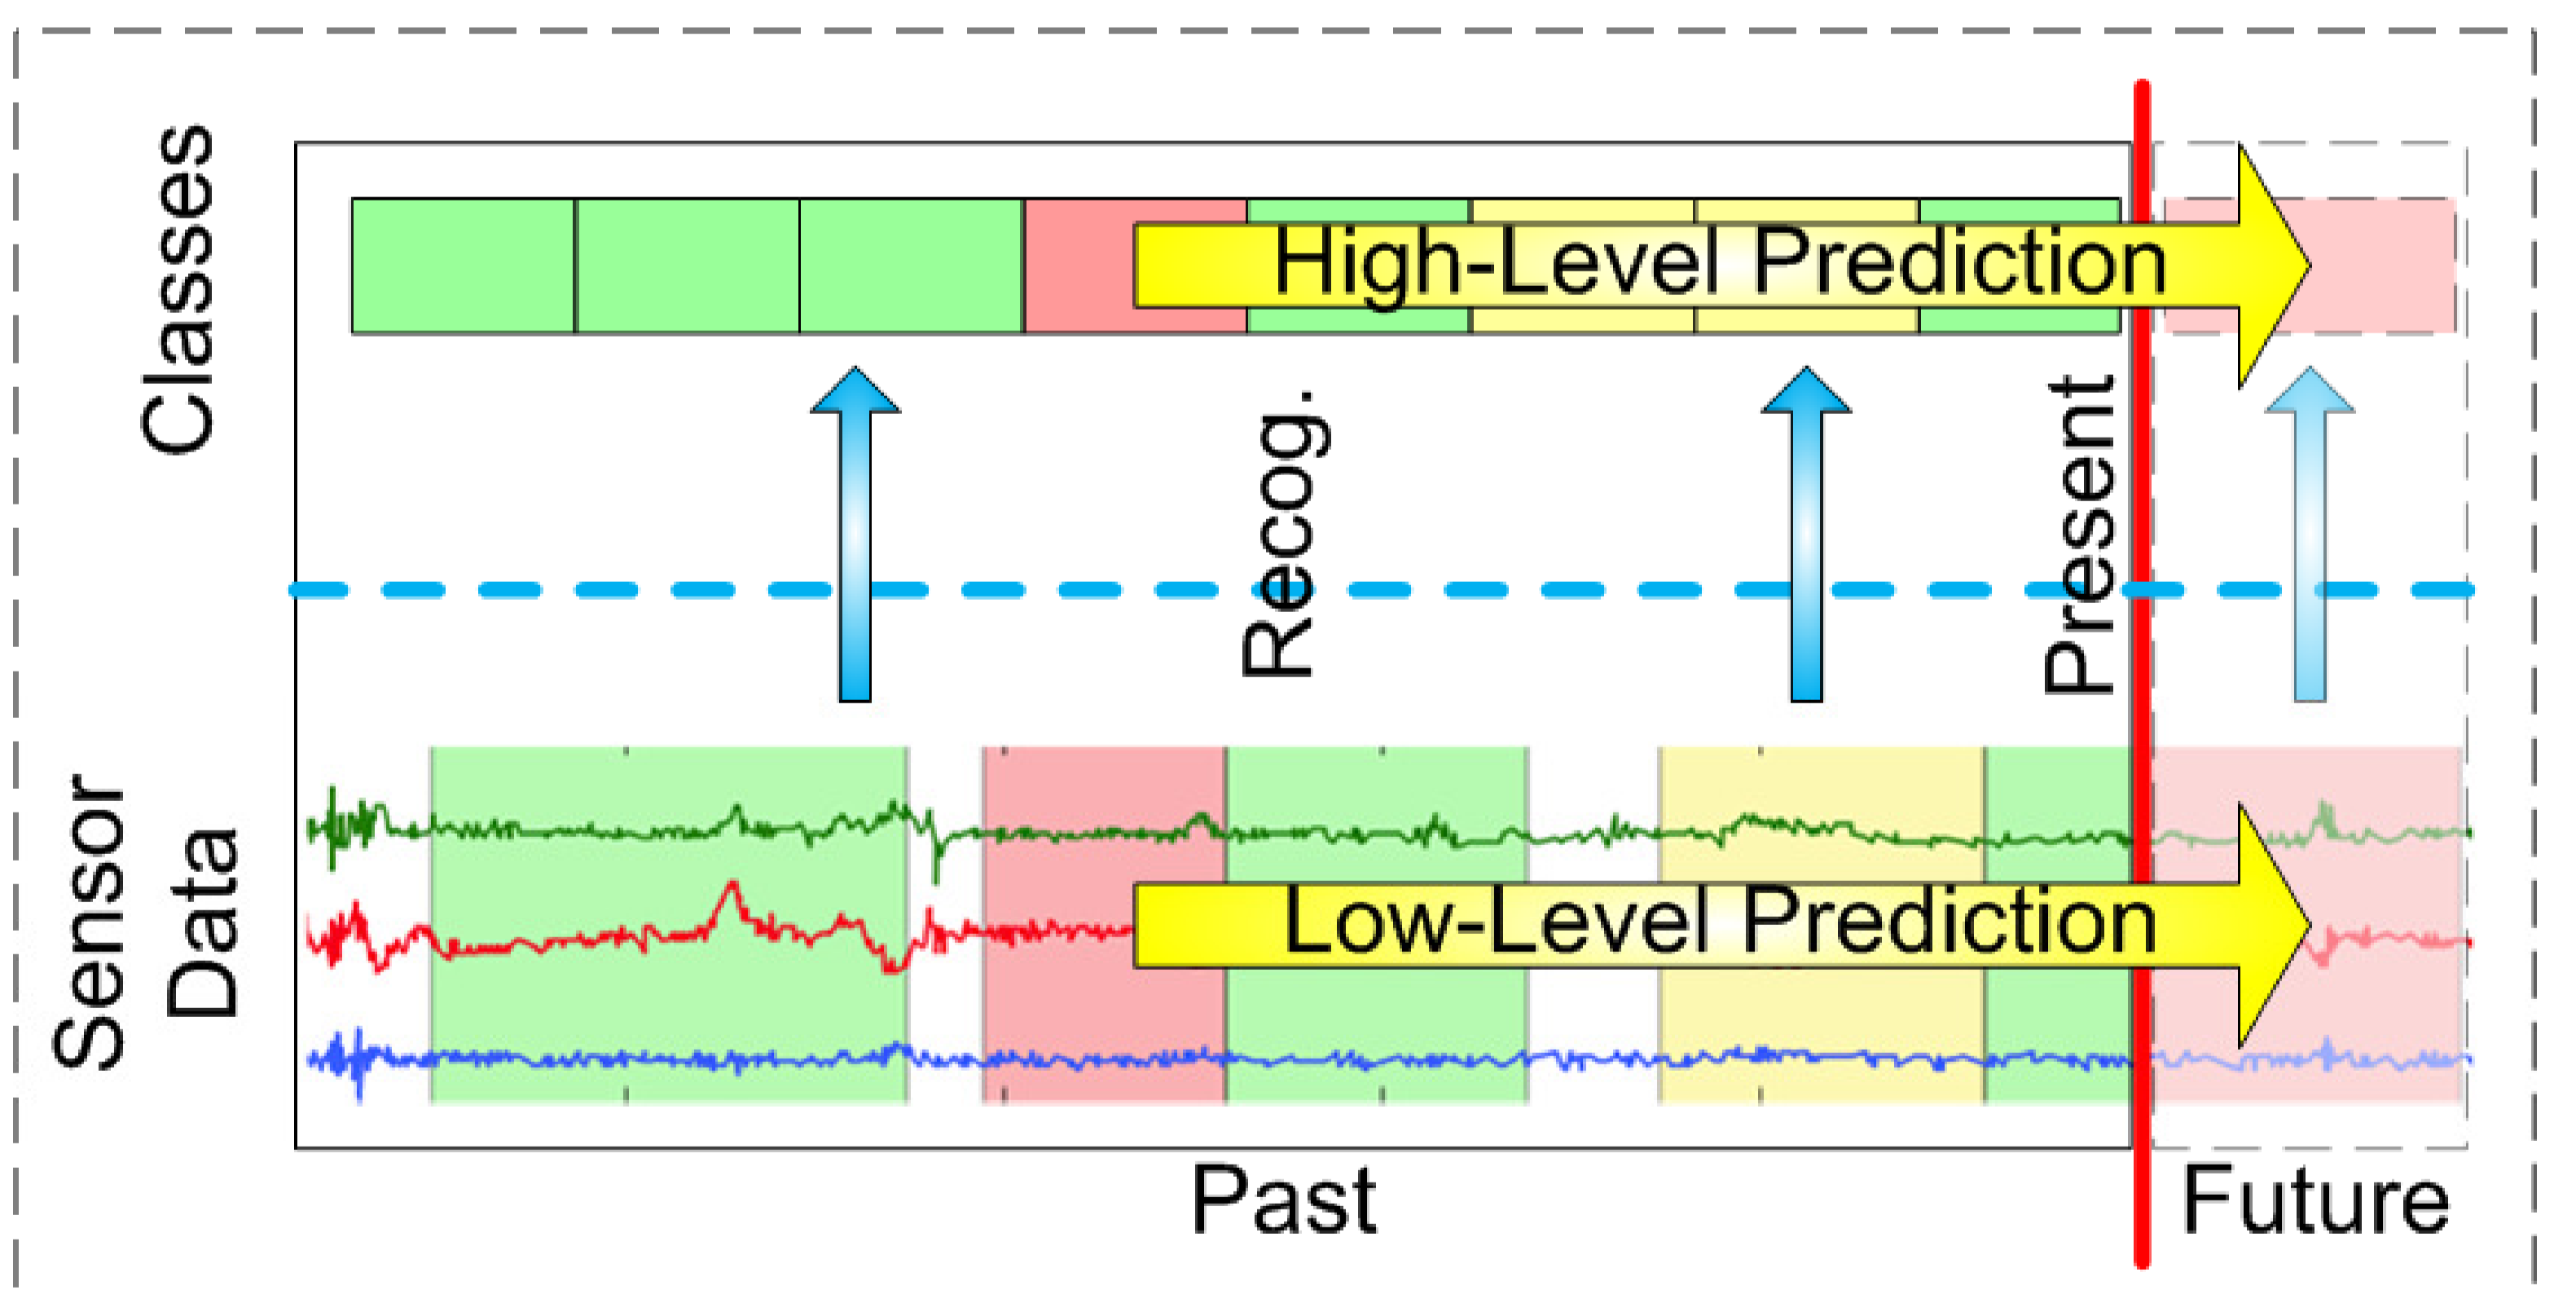 Classes
High-Level Prediction
Recog.
Present
Sensor
Data
Low-Level Prediction
Past
Future